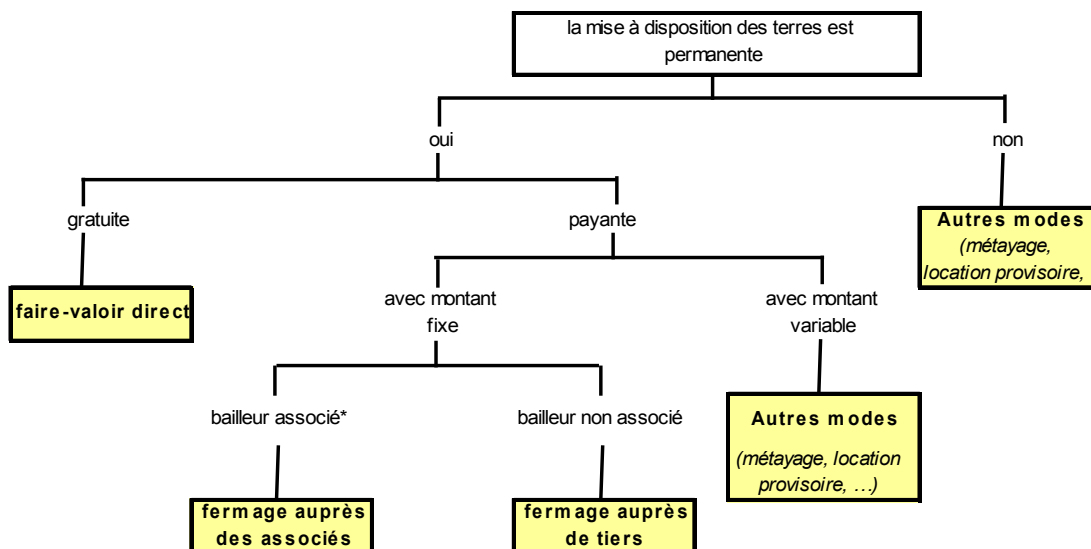 la mise à disposition des terres est
permanente
oui
non
gratuite
payante
Autres modes
(métayage,
location provisoire,
faire-valoir direct
avec montant
fixe
avec montant
variable
bailleur associé*
bailleur non associé
Autres modes
(métayage, location
provisoire, …)
fermage auprès
des associés
fermage auprès
de tiers